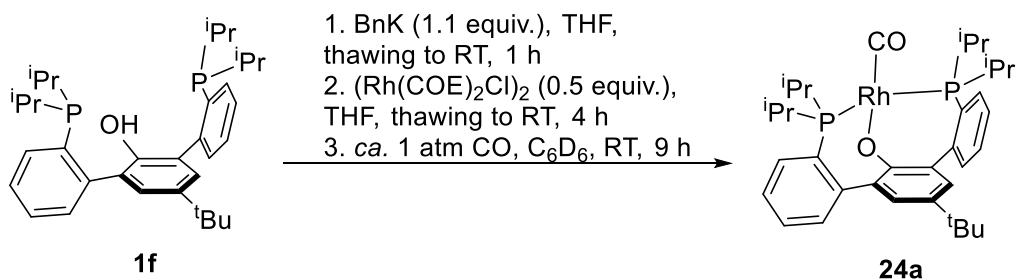 1. BnK (1.1 equiv.), THF,
thawing to RT, 1 h
2. (Rh(COE)₂Cl)₂ (0.5 equiv.),
THF, thawing to RT, 4 h
3. ca. 1 atm CO, C₆D₆, RT, 9 h
ⁱPr
ⁱPr
P
ⁱPr
ⁱPr
P
OH
ᵗBu
1f
CO
ⁱPr
ⁱPr
P
Rh
P
ⁱPr
ⁱPr
O
ᵗBu
24a